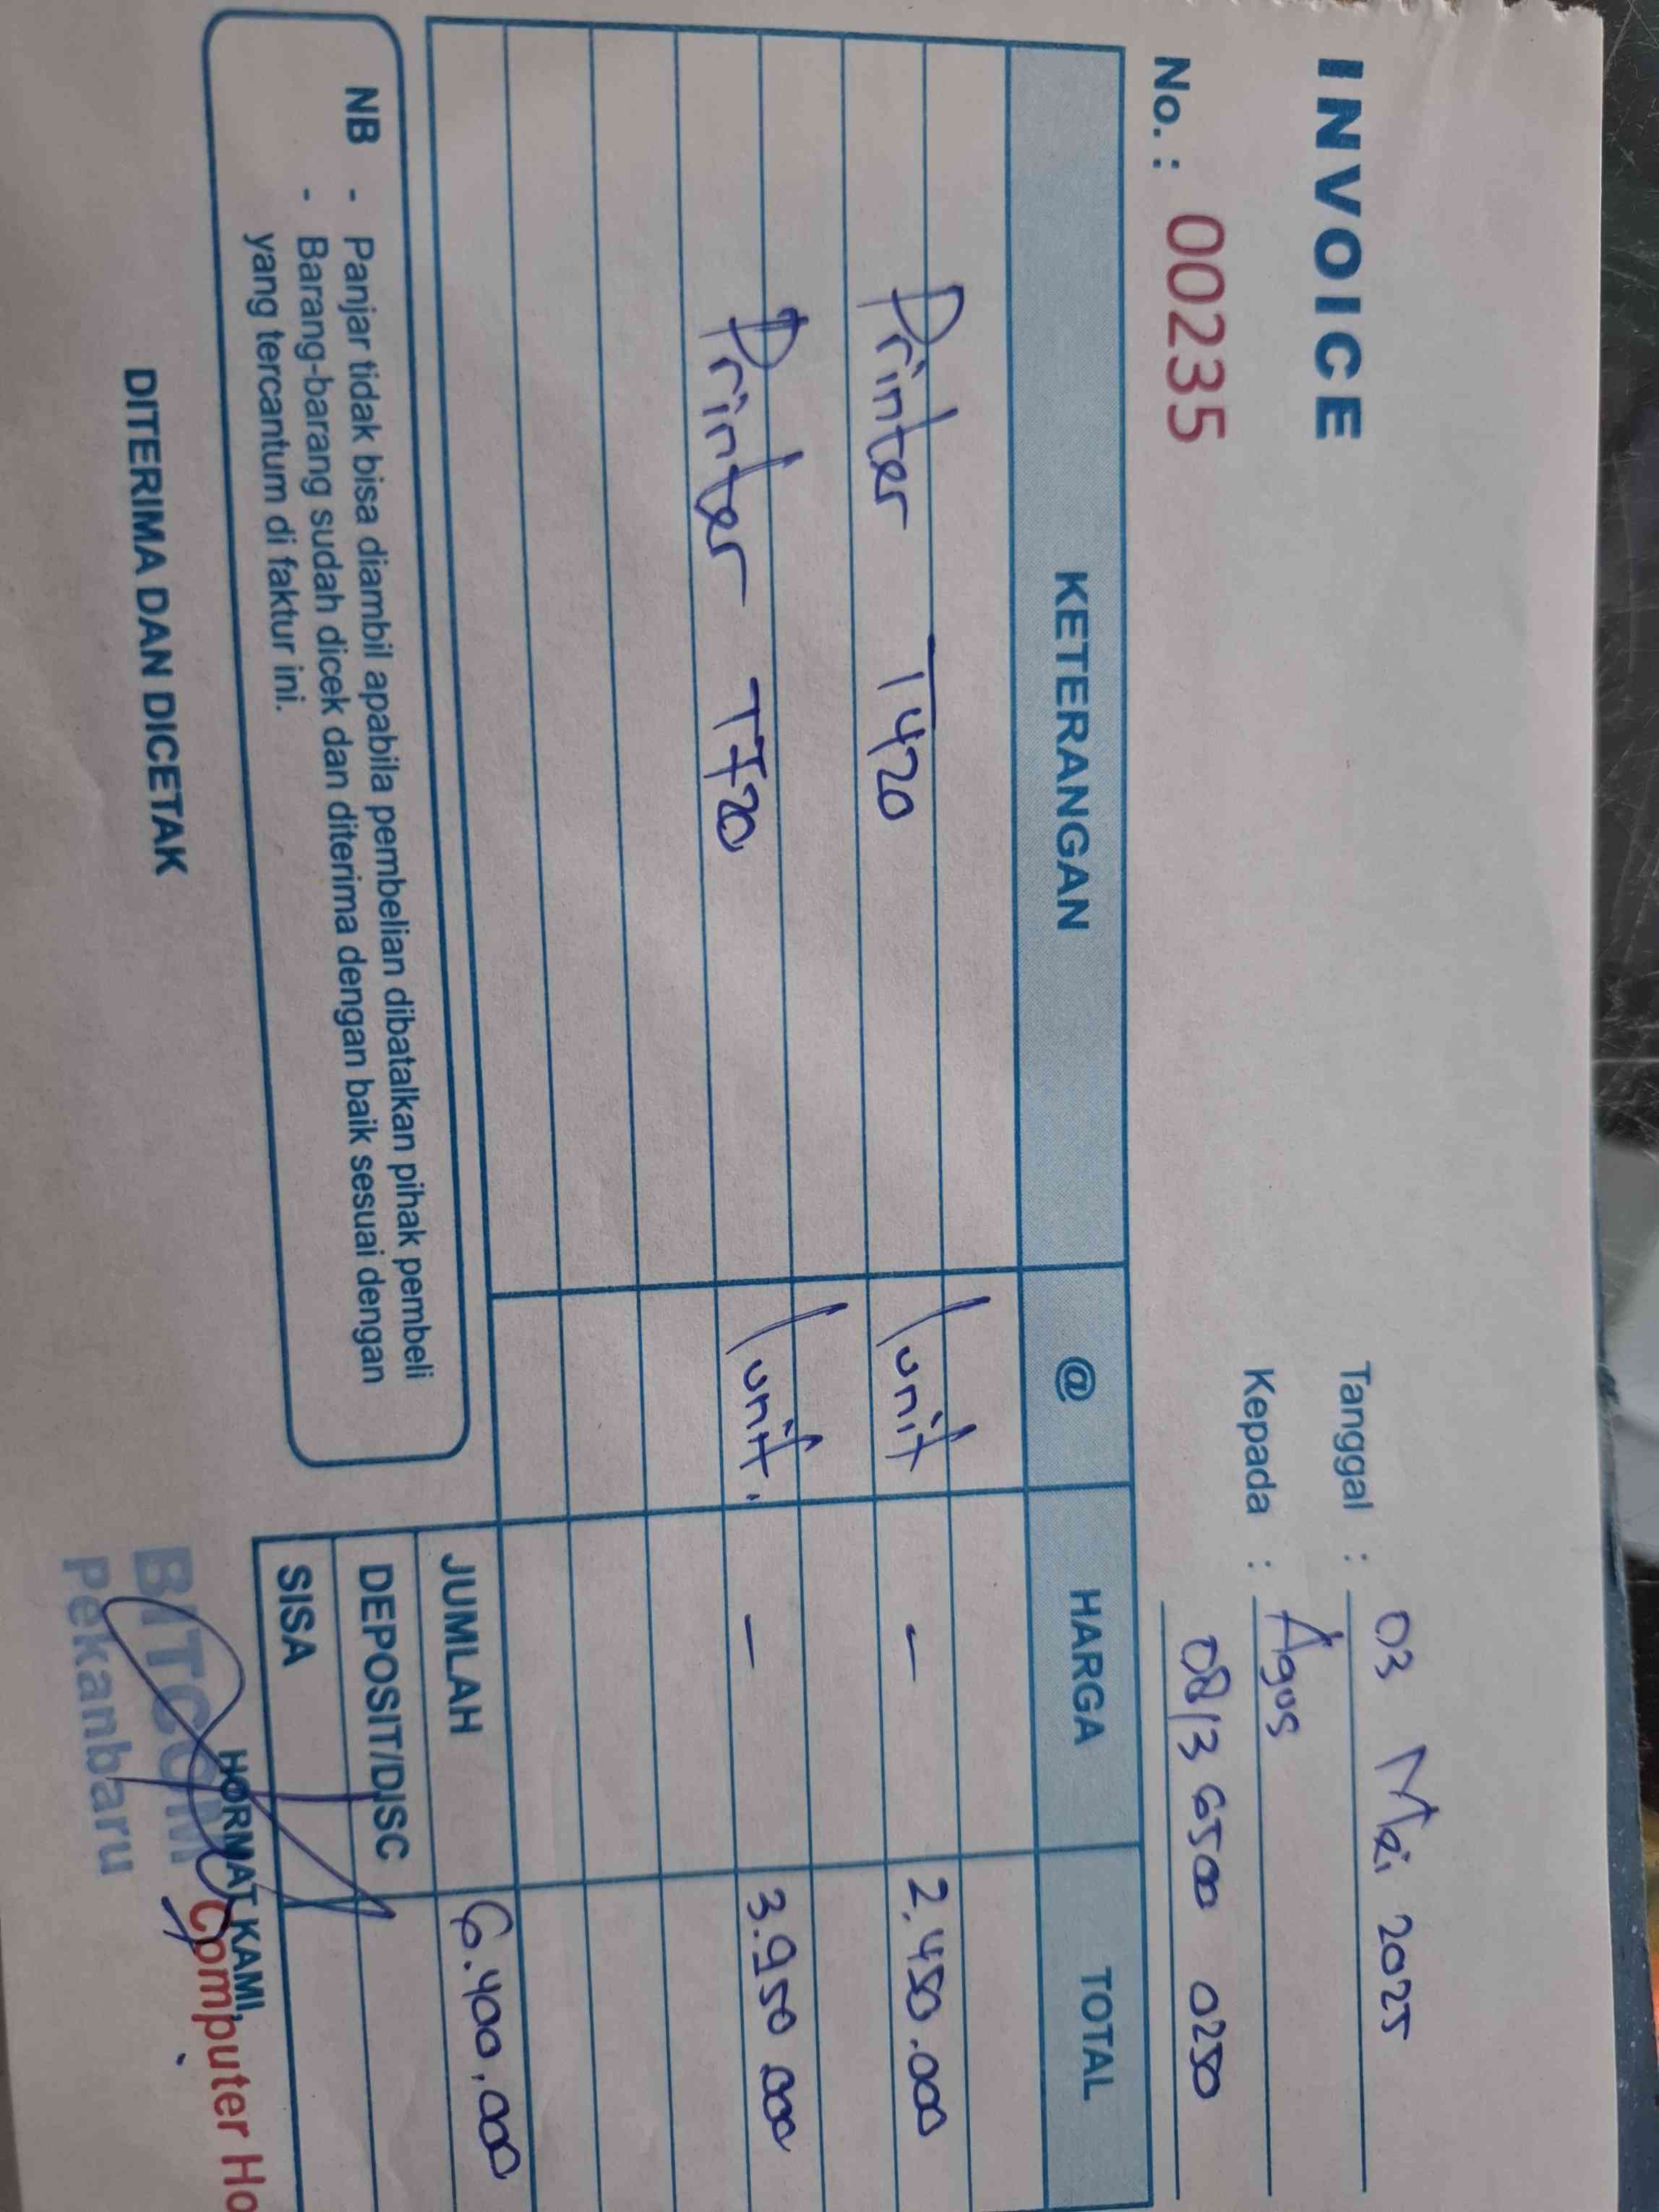 INVOICE
Tanggal : 03 Mei 2025
Kepada : Agus
No. : 00235
0813 6500 0250
KETERANGAN @ HARGA TOTAL
Printer T420 1 unit - 2.450.000
Printer T720 1 unit. - 3.950 000
JUMLAH 6.400,000
DEPOSIT/DISC
SISA
NB - Panjar tidak bisa diambil apabila pembelian dibatalkan pihak pembeli
- Barang-barang sudah dicek dan diterima dengan baik sesuai dengan
yang tercantum di faktur ini.
DITERIMA DAN DICETAK
HORMAT KAMI,
BITCOM Computer Ho
Pekanbaru